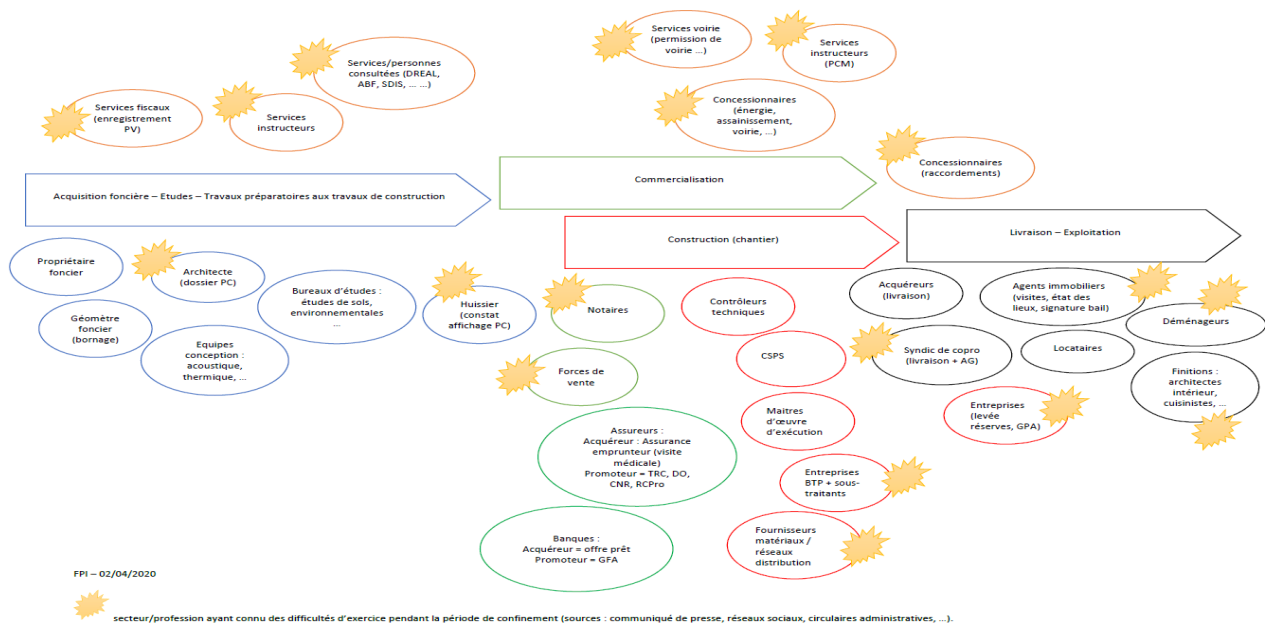 Services fiscaux
(enregistrement
PV)
Services
instructeurs
Services/personnes
consultées (DREAL,
ABF, SDIS, ... ...)
Services voirie
(permission de
voirie ...)
Services
instructeurs
(PCM)
Concessionnaires
(énergie,
assainissement,
voirie, ...)
Concessionnaires
(raccordements)
Acquisition foncière – Etudes – Travaux préparatoires aux travaux de construction
Commercialisation
Construction (chantier)
Livraison – Exploitation
Propriétaire
foncier
Géomètre
foncier
(bornage)
Architecte
(dossier PC)
Equipes
conception :
acoustique,
thermique, ...
Bureaux d'études :
études de sols,
environnementales
...
Huissier
(constat
affichage PC)
Notaires
Forces de
vente
Assureurs :
Acquéreur : Assurance
emprunteur (visite
médicale)
Promoteur = TRC, DO,
CNR, RCPro
Banques :
Acquéreur = offre prêt
Promoteur = GFA
Contrôleurs
techniques
CSPS
Maitres
d'œuvre
d'exécution
Entreprises
BTP + sous-
traitants
Fournisseurs
matériaux /
réseaux
distribution
Acquéreurs
(livraison)
Syndic de copro
(livraison + AG)
Entreprises
(levée
réserves, GPA)
Agents immobiliers
(visites, état des
lieux, signature bail)
Locataires
Déménageurs
Finitions :
architectes
intérieur,
cuisinistes, ...
FPI – 02/04/2020
secteur/profession ayant connu des difficultés d'exercice pendant la période de confinement (sources : communiqué de presse, réseaux sociaux, circulaires administratives, ...).